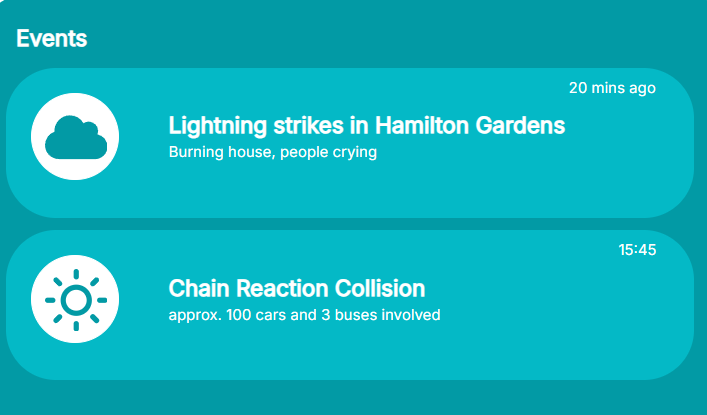 Events
20 mins ago
Lightning strikes in Hamilton Gardens
Burning house, people crying
15:45
Chain Reaction Collision
approx. 100 cars and 3 buses involved